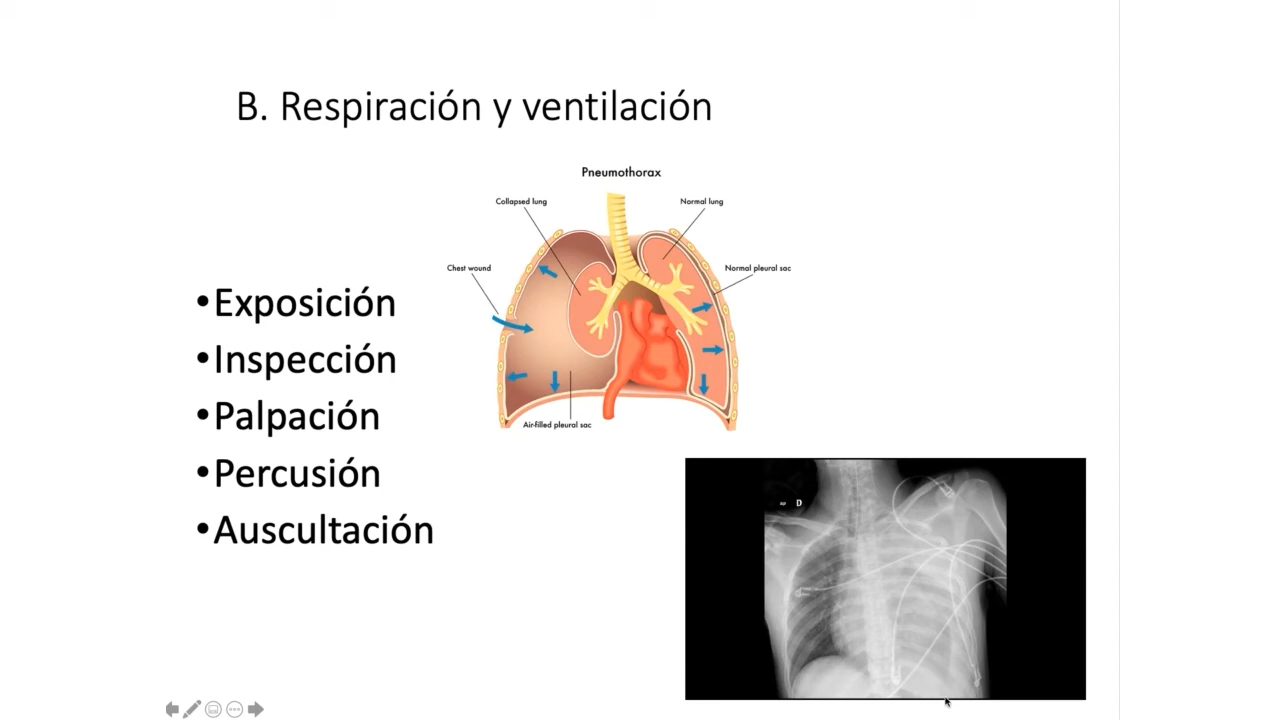 B. Respiración y ventilación
Pneumothorax
Collapsed lung
Normal lung
Chest wound
Normal pleural sac
Air-filled pleural sac
•Exposición
•Inspección
•Palpación
•Percusión
•Auscultación
D